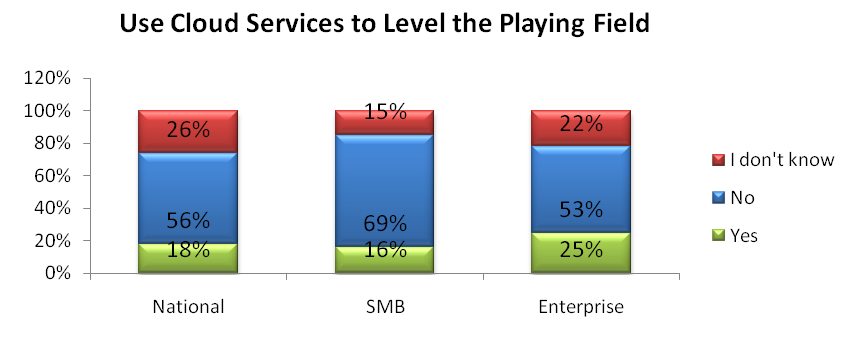 Use Cloud Services to Level the Playing Field
120%
100%
80%
60%
40%
20%
0%
26%
56%
18%
15%
69%
16%
22%
53%
25%
National
SMB
Enterprise
I don't know
No
Yes